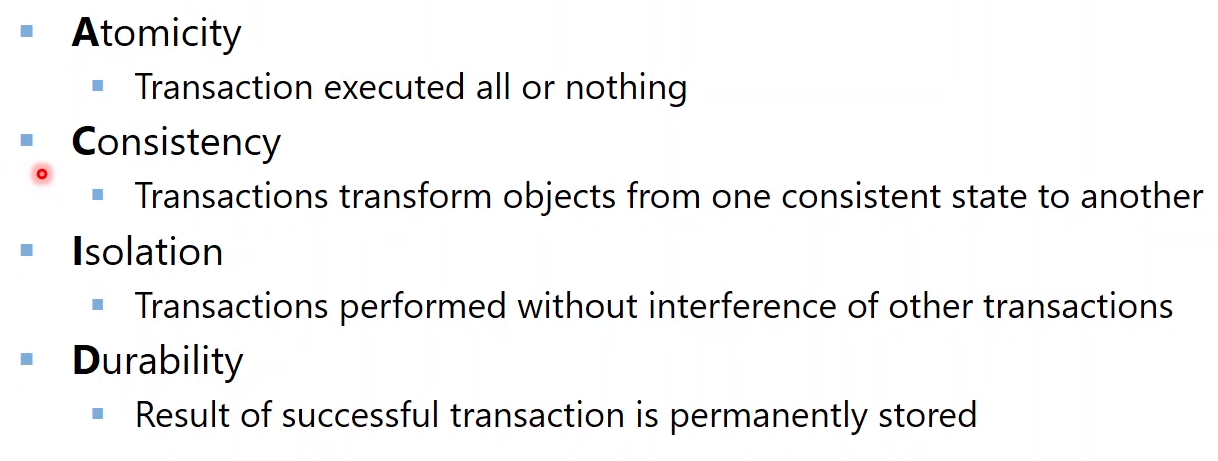 Atomicity
Transaction executed all or nothing
Consistency
Transactions transform objects from one consistent state to another
Isolation
Transactions performed without interference of other transactions
Durability
Result of successful transaction is permanently stored